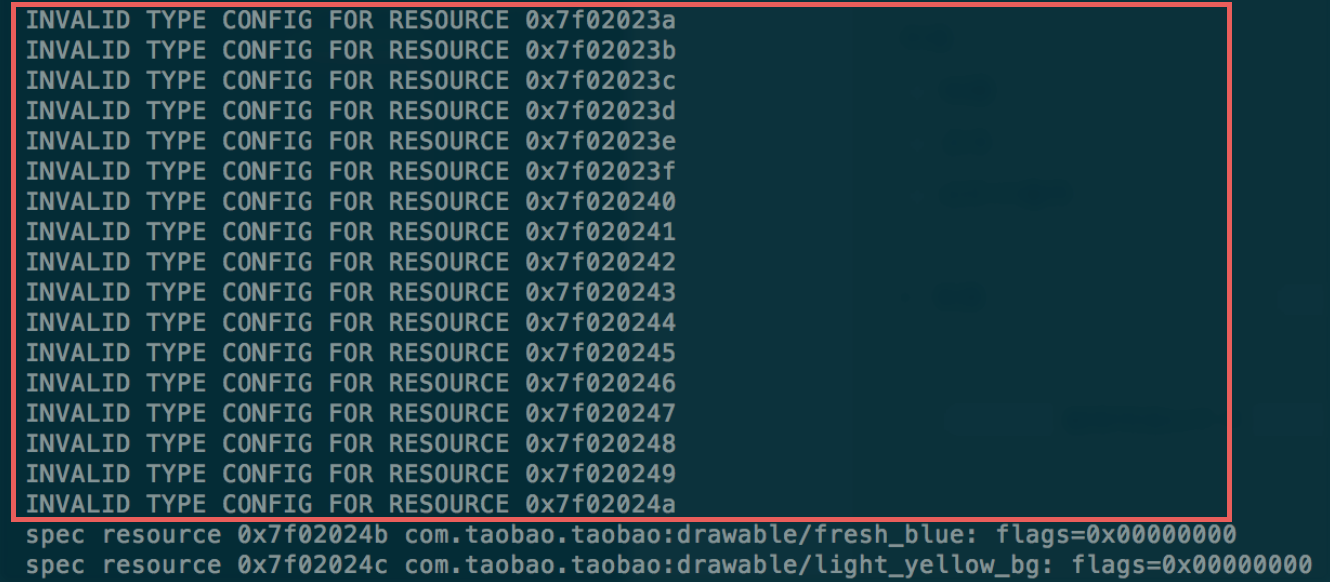 INVALID TYPE CONFIG FOR RESOURCE 0x7f02023a
INVALID TYPE CONFIG FOR RESOURCE 0x7f02023b
INVALID TYPE CONFIG FOR RESOURCE 0x7f02023c
INVALID TYPE CONFIG FOR RESOURCE 0x7f02023d
INVALID TYPE CONFIG FOR RESOURCE 0x7f02023e
INVALID TYPE CONFIG FOR RESOURCE 0x7f02023f
INVALID TYPE CONFIG FOR RESOURCE 0x7f020240
INVALID TYPE CONFIG FOR RESOURCE 0x7f020241
INVALID TYPE CONFIG FOR RESOURCE 0x7f020242
INVALID TYPE CONFIG FOR RESOURCE 0x7f020243
INVALID TYPE CONFIG FOR RESOURCE 0x7f020244
INVALID TYPE CONFIG FOR RESOURCE 0x7f020245
INVALID TYPE CONFIG FOR RESOURCE 0x7f020246
INVALID TYPE CONFIG FOR RESOURCE 0x7f020247
INVALID TYPE CONFIG FOR RESOURCE 0x7f020248
INVALID TYPE CONFIG FOR RESOURCE 0x7f020249
INVALID TYPE CONFIG FOR RESOURCE 0x7f02024a
spec resource 0x7f02024b com.taobao.taobao:drawable/fresh_blue: flags=0x00000000
spec resource 0x7f02024c com.taobao.taobao:drawable/light_yellow_bg: flags=0x00000000